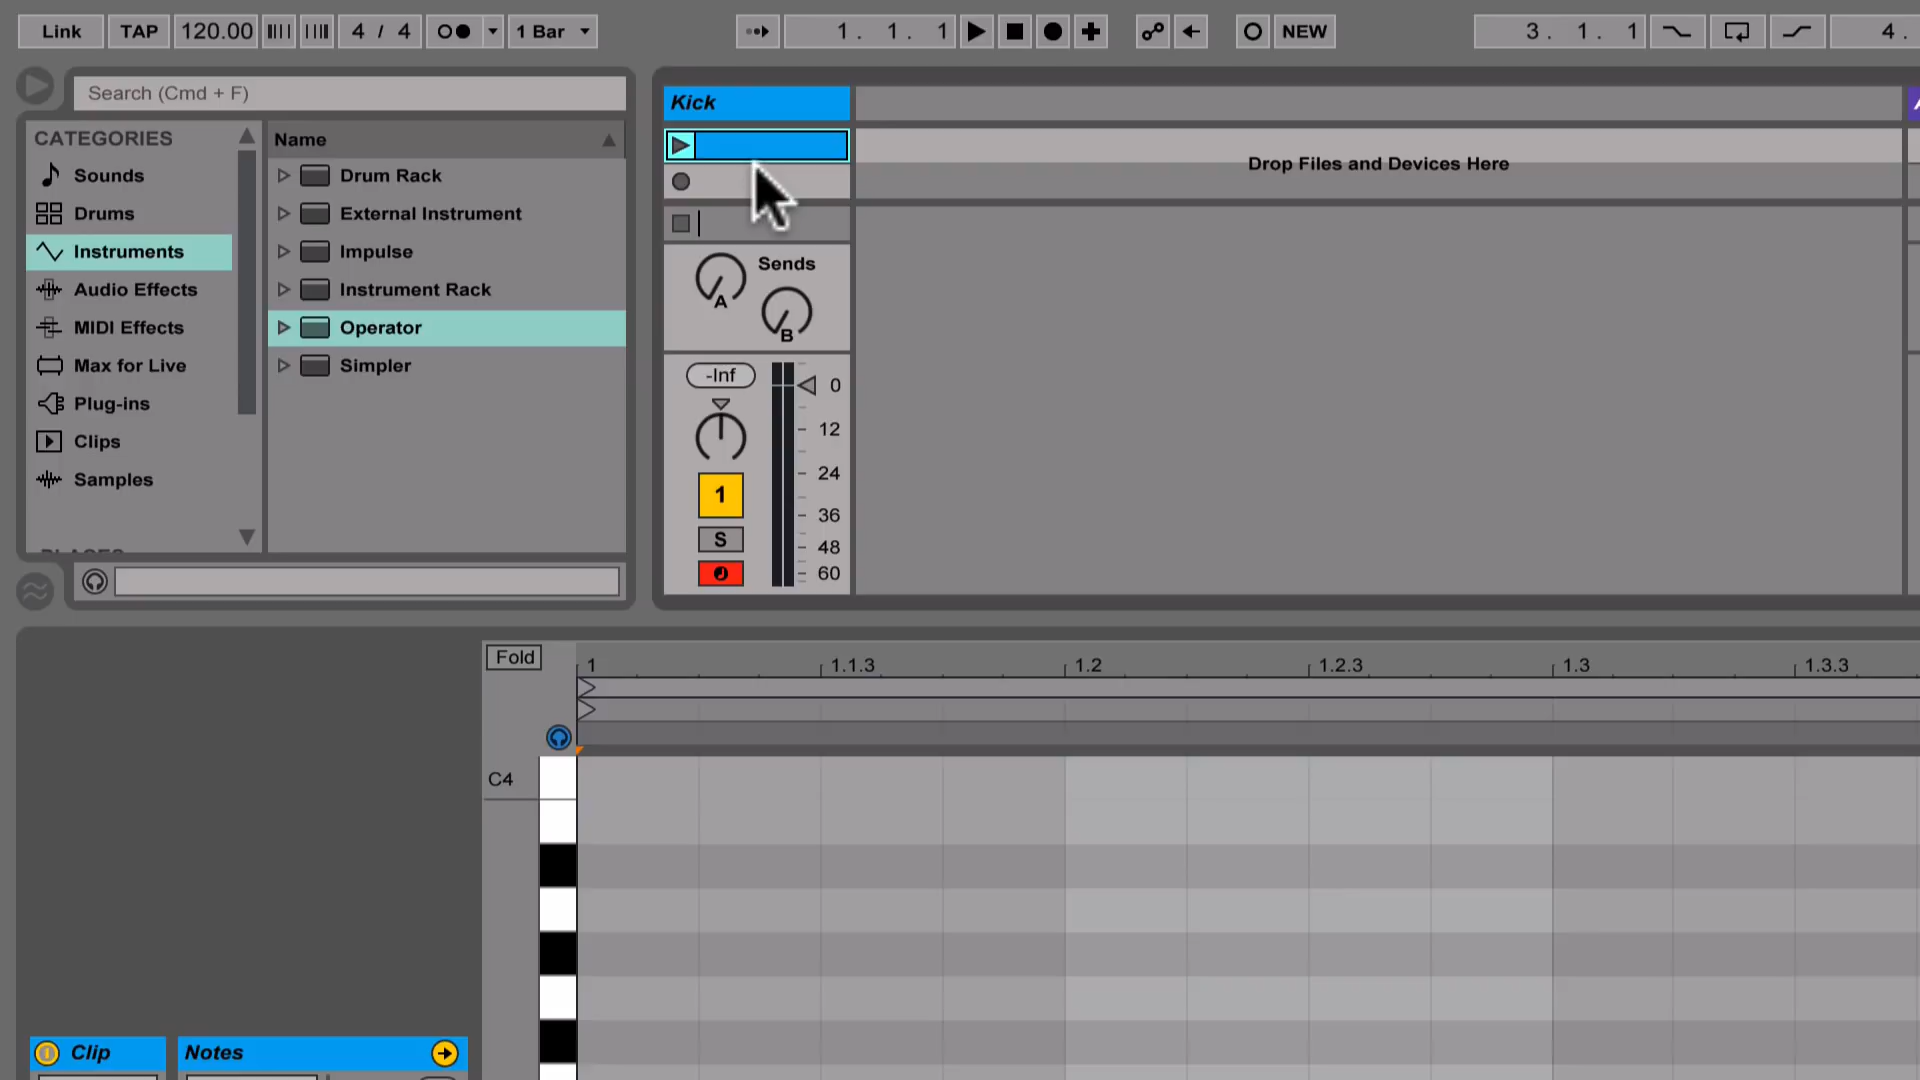 Link TAP 120.00 4 / 4 1 Bar 1. 1. 1 NEW 3. 1. 1 4.
Search (Cmd + F)
CATEGORIES
Sounds
Drums
Instruments
Audio Effects
MIDI Effects
Max for Live
Plug-ins
Clips
Samples
Name
Drum Rack
External Instrument
Impulse
Instrument Rack
Operator
Simpler
Kick
Drop Files and Devices Here
Sends
A
B
-Inf
0
12
24
36
48
60
1
S
Fold
1 1.1.3 1.2 1.2.3 1.3 1.3.3
C4
Clip
Notes